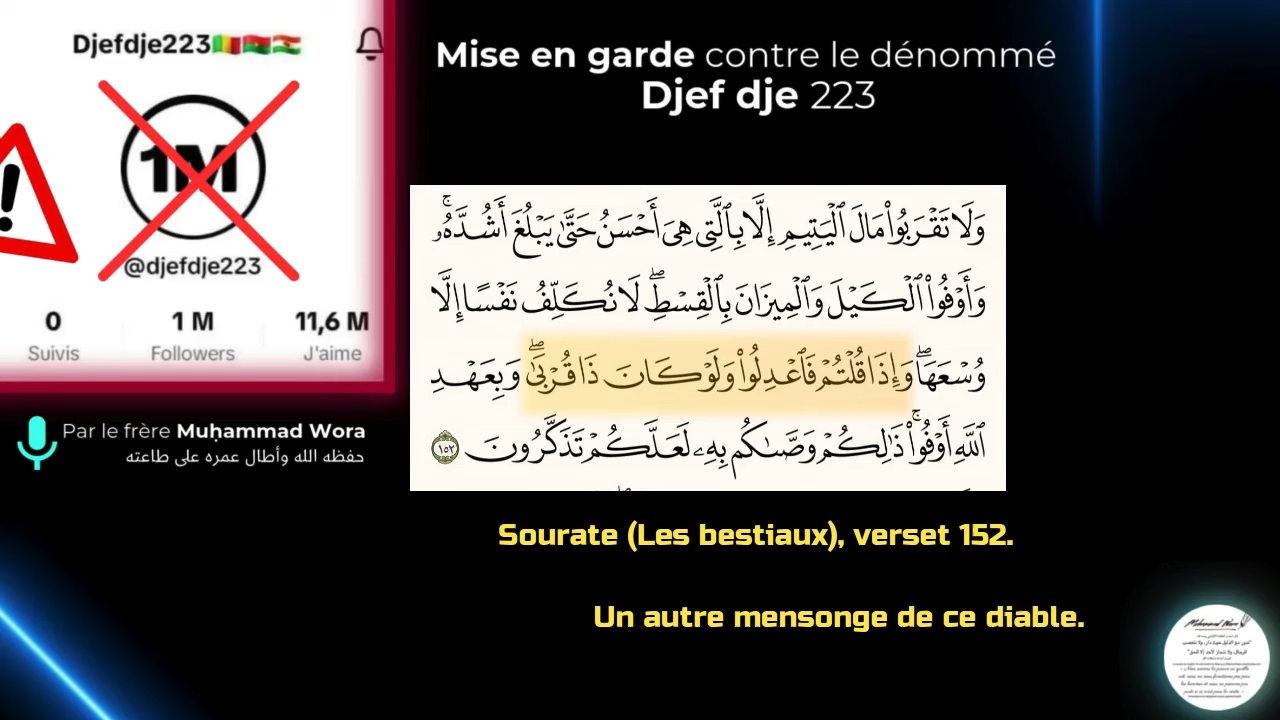 Djefdje223🇲🇱🇧🇫🇳🇪
1M
@djefdje223
0 1 M 11,6 M
Suivis Followers J'aime
!
Par le frère Muḥammad Wora
حفظه الله وأطال عمره على طاعته
Mise en garde contre le dénommé
Djef dje 223
وَلَا تَقۡرَبُواْ مَالَ ٱلۡيَتِيمِ إِلَّا بِٱلَّتِي هِيَ أَحۡسَنُ حَتَّىٰ يَبۡلُغَ أَشُدَّهُۥۚ
وَأَوۡفُواْ ٱلۡكَيۡلَ وَٱلۡمِيزَانَ بِٱلۡقِسۡطِۖ لَا نُكَلِّفُ نَفۡسًا إِلَّا
وُسۡعَهَاۖ وَإِذَا قُلۡتُمۡ فَٱعۡدِلُواْ وَلَوۡ كَانَ ذَا قُرۡبَىٰۖ وَبِعَهۡدِ
ٱللَّهِ أَوۡفُواْۚ ذَٰلِكُمۡ وَصَّىٰكُم بِهِۦ لَعَلَّكُمۡ تَذَكَّرُونَ ١٥٢
Sourate (Les bestiaux), verset 152.
Un autre mensonge de ce diable.
Mohammad Wora